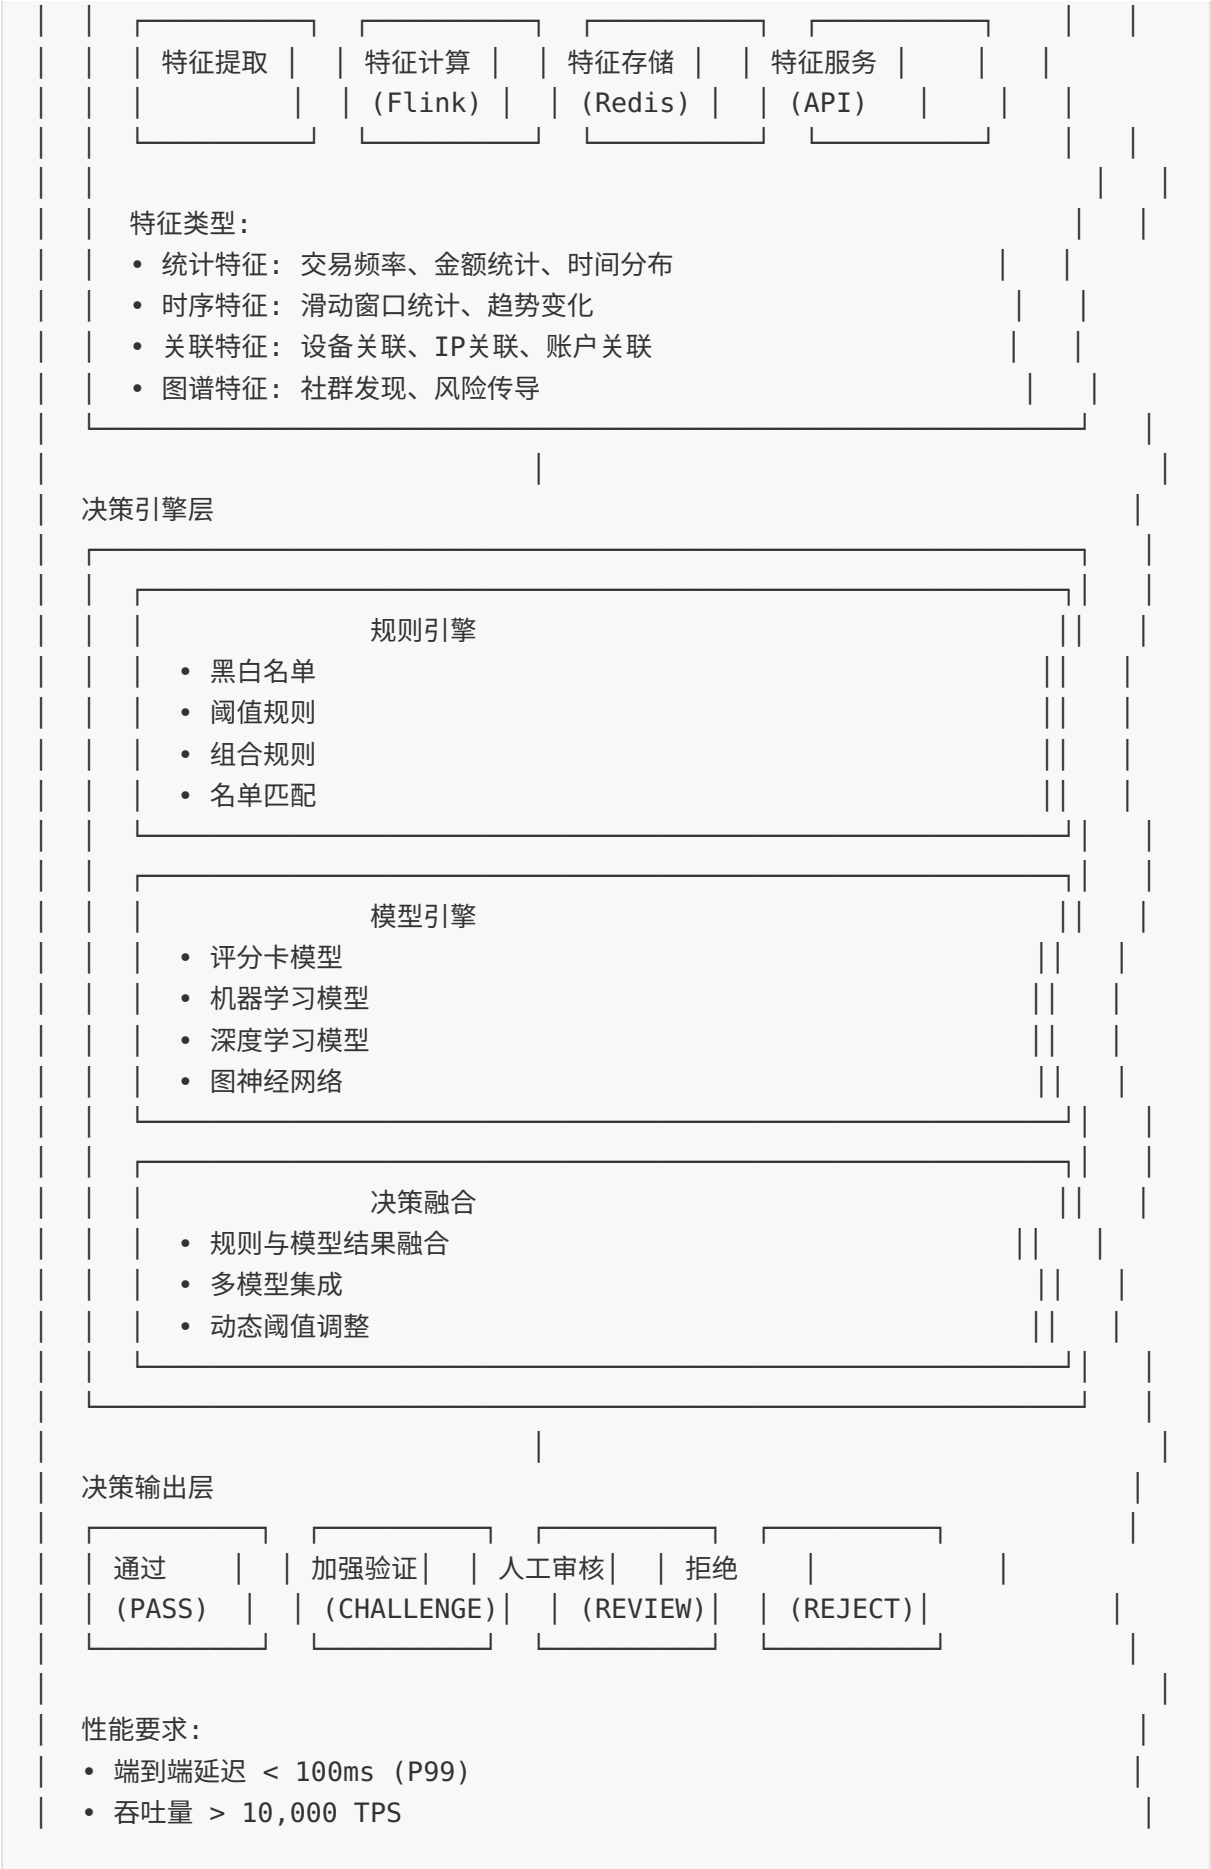 特征提取 特征计算 特征存储 特征服务
(Flink) (Redis) (API)
特征类型:
• 统计特征: 交易频率、金额统计、时间分布
• 时序特征: 滑动窗口统计、趋势变化
• 关联特征: 设备关联、IP关联、账户关联
• 图谱特征: 社群发现、风险传导
决策引擎层
规则引擎
• 黑白名单
• 阈值规则
• 组合规则
• 名单匹配
模型引擎
• 评分卡模型
• 机器学习模型
• 深度学习模型
• 图神经网络
决策融合
• 规则与模型结果融合
• 多模型集成
• 动态阈值调整
决策输出层
通过 加强验证 人工审核 拒绝
(PASS) (CHALLENGE) (REVIEW) (REJECT)
性能要求:
• 端到端延迟 < 100ms (P99)
• 吞吐量 > 10,000 TPS